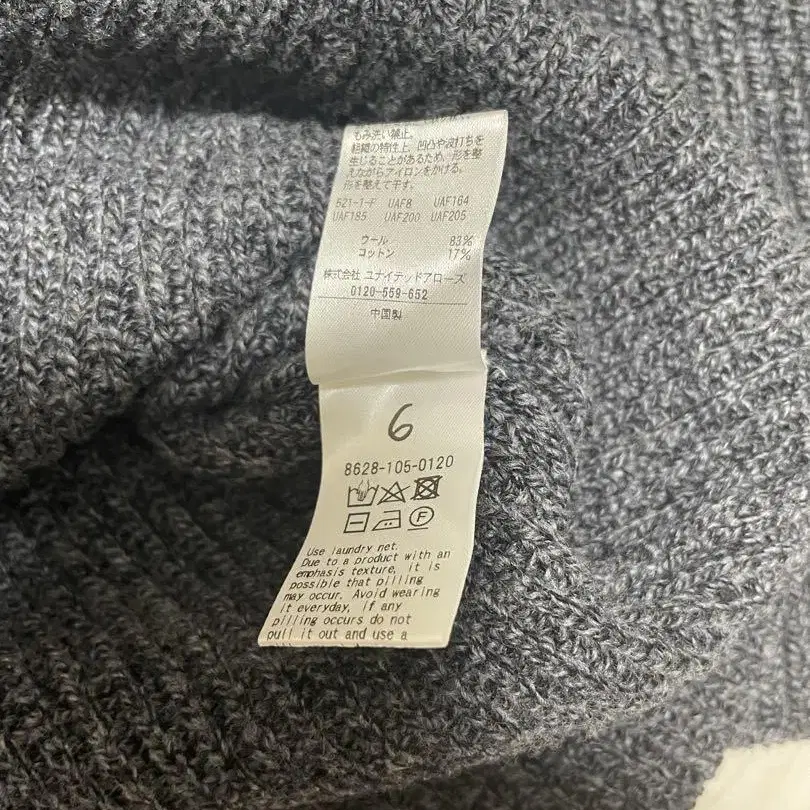 もみ洗い禁止。
組織の特性上、凹凸や波打ちを
生じることがあるため、形を整
えながらアイロンをかける。
形を整えて干す。
521-1-F UAF8 UAF164
UAF185 UAF200 UAF205
ウール 83%
コットン 17%
株式会社 ユナイテッドアローズ
0120-559-652
中国製
6
8628-105-0120
F
Use laundry net.
Due to a product with an
emphasis texture, it is
possible that pilling
may occur. Avoid wearing
it everyday, if any
pilling occurs do not
pull it out and use a